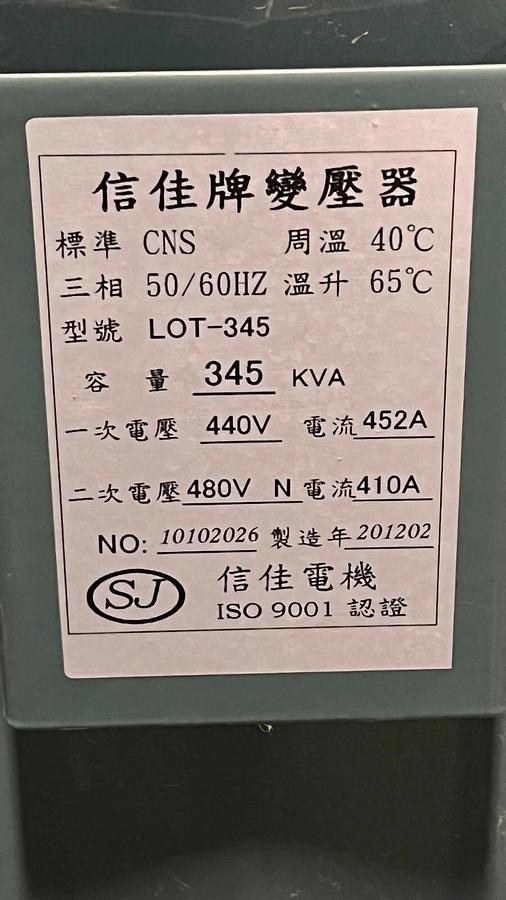 信佳牌變壓器
標準 CNS 周溫 40℃
三相 50/60HZ 溫升 65℃
型號 LOT-345
容量 345 KVA
一次電壓 440V 電流 452A
二次電壓 480V N 電流 410A
NO: 10102026 製造年 201202
SJ 信佳電機
ISO 9001 認證